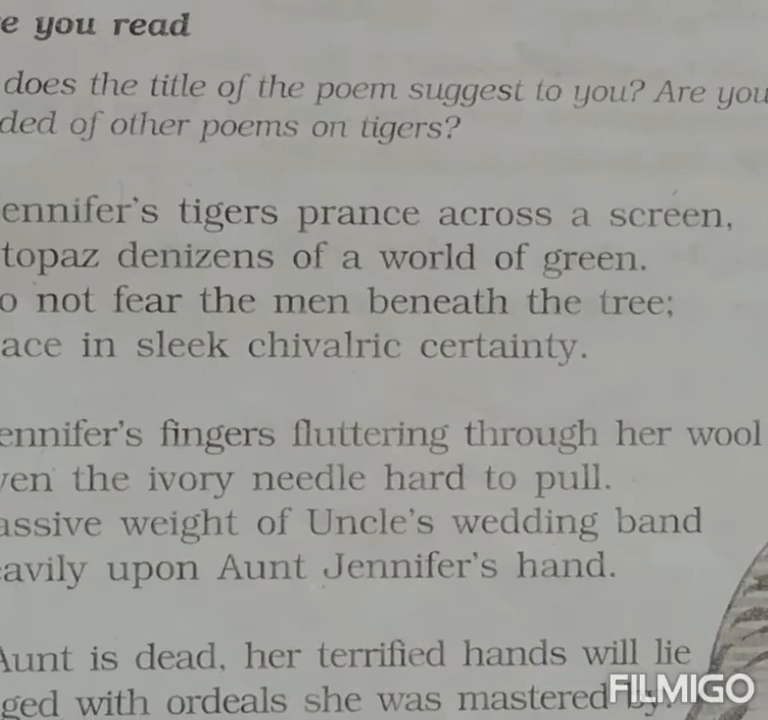 e you read
does the title of the poem suggest to you? Are you
ded of other poems on tigers?
ennifer's tigers prance across a screen,
topaz denizens of a world of green.
o not fear the men beneath the tree;
ace in sleek chivalric certainty.
ennifer's fingers fluttering through her wool
ven the ivory needle hard to pull.
assive weight of Uncle's wedding band
eavily upon Aunt Jennifer's hand.
Aunt is dead, her terrified hands will lie
ged with ordeals she was mastered by.
FILMIGO